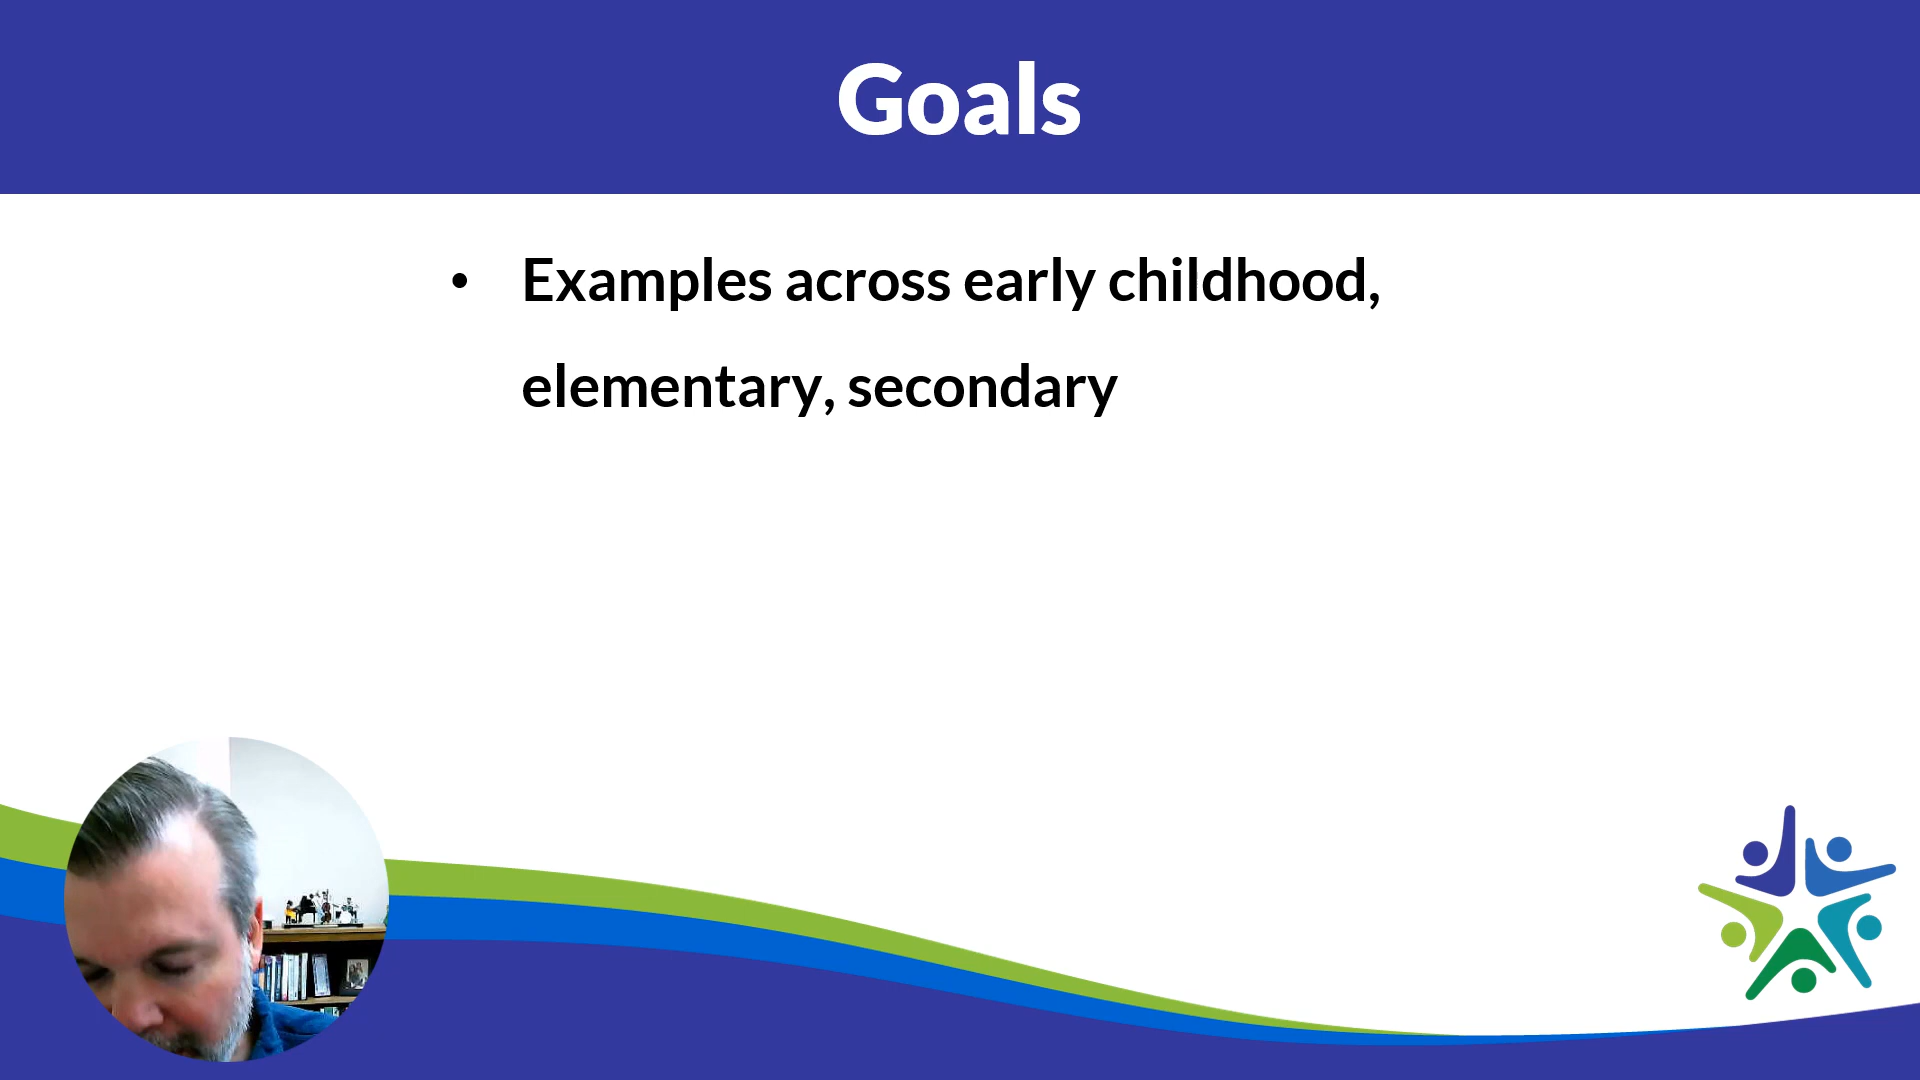 Goals
• Examples across early childhood,
elementary, secondary